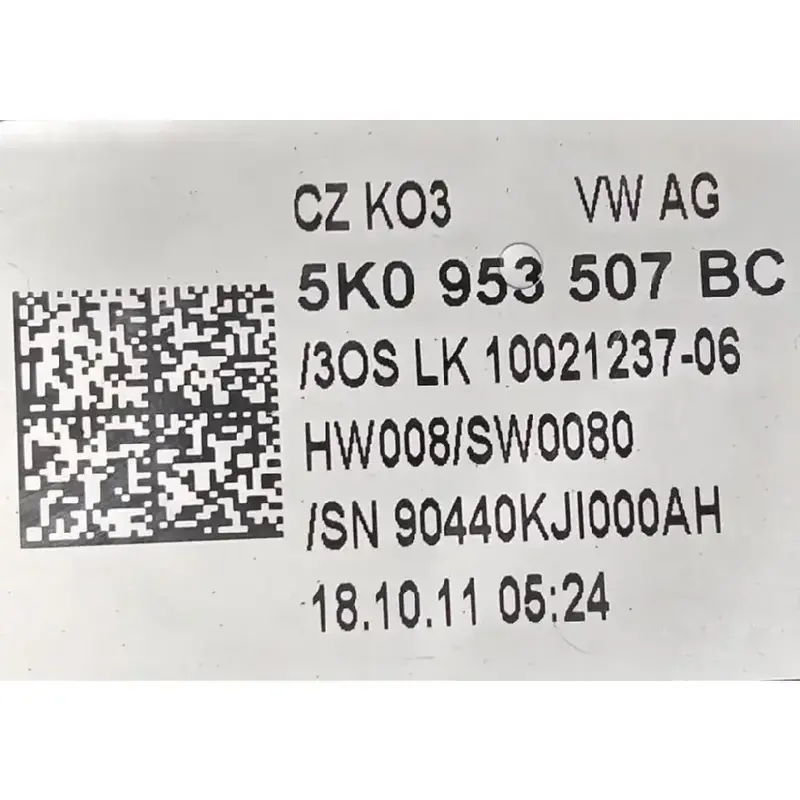 CZ KO3 VW AG
5K0 953 507 BC
/3OS LK 10021237-06
HW008/SW0080
/SN 90440KJI000AH
18.10.11 05:24